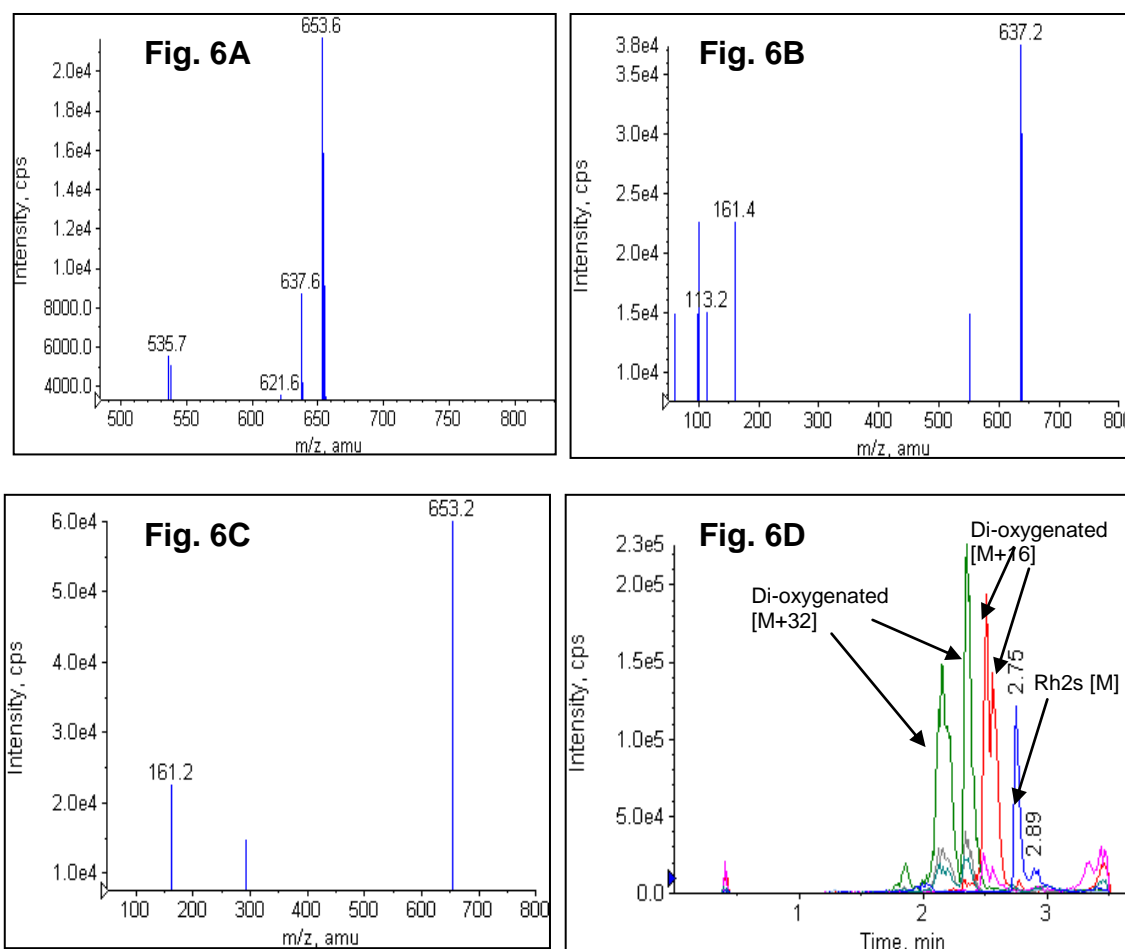 Fig. 6A
653.6
2.0e4
1.8e4
1.6e4
1.4e4
1.2e4
1.0e4
8000.0
6000.0
4000.0
637.6
535.7
621.6
500 550 600 650 700 750 800
m/z, amu
Intensity, cps
Fig. 6B
637.2
3.8e4
3.5e4
3.0e4
2.5e4
2.0e4
1.5e4
1.0e4
161.4
113.2
100 200 300 400 500 600 700 800
m/z, amu
Intensity, cps
Fig. 6C
653.2
6.0e4
5.0e4
4.0e4
3.0e4
2.0e4
1.0e4
161.2
100 200 300 400 500 600 700 800
m/z, amu
Intensity, cps
Fig. 6D
Di-oxygenated
[M+16]
Di-oxygenated
[M+32]
Rh2s [M]
2.75
2.89
2.3e5
2.0e5
1.5e5
1.0e5
5.0e4
0.0
1 2 3
Time, min
Intensity, cps